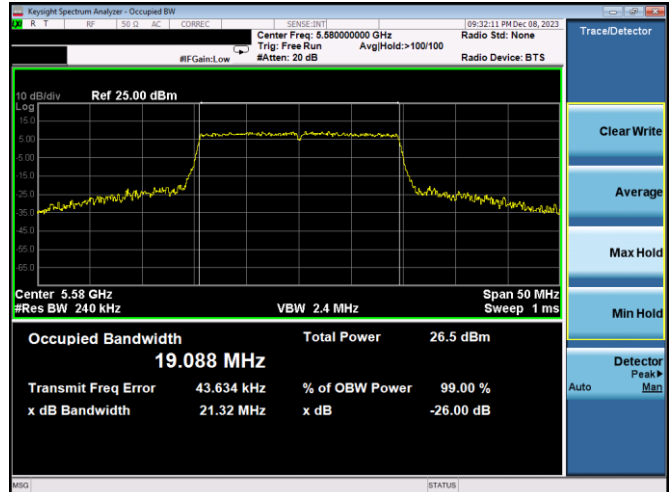 Keysight Spectrum Analyzer - Occupied BW
LXI R T RF 50 Ω AC CORREC SENSE:INT 09:32:11 PM Dec 08, 2023
Center Freq: 5.580000000 GHz Radio Std: None
Trig: Free Run Avg|Hold:>100/100
#IFGain:Low #Atten: 20 dB Radio Device: BTS
Trace/Detector
10 dB/div Ref 25.00 dBm
Log
15.0
5.00
-5.00
-15.0
-25.0
-35.0
-45.0
-55.0
-65.0
Center 5.58 GHz Span 50 MHz
#Res BW 240 kHz VBW 2.4 MHz Sweep 1 ms
Occupied Bandwidth Total Power 26.5 dBm
19.088 MHz
Transmit Freq Error 43.634 kHz % of OBW Power 99.00 %
x dB Bandwidth 21.32 MHz x dB -26.00 dB
Clear Write
Average
Max Hold
Min Hold
Detector
Peak▶
Auto Man
MSG STATUS